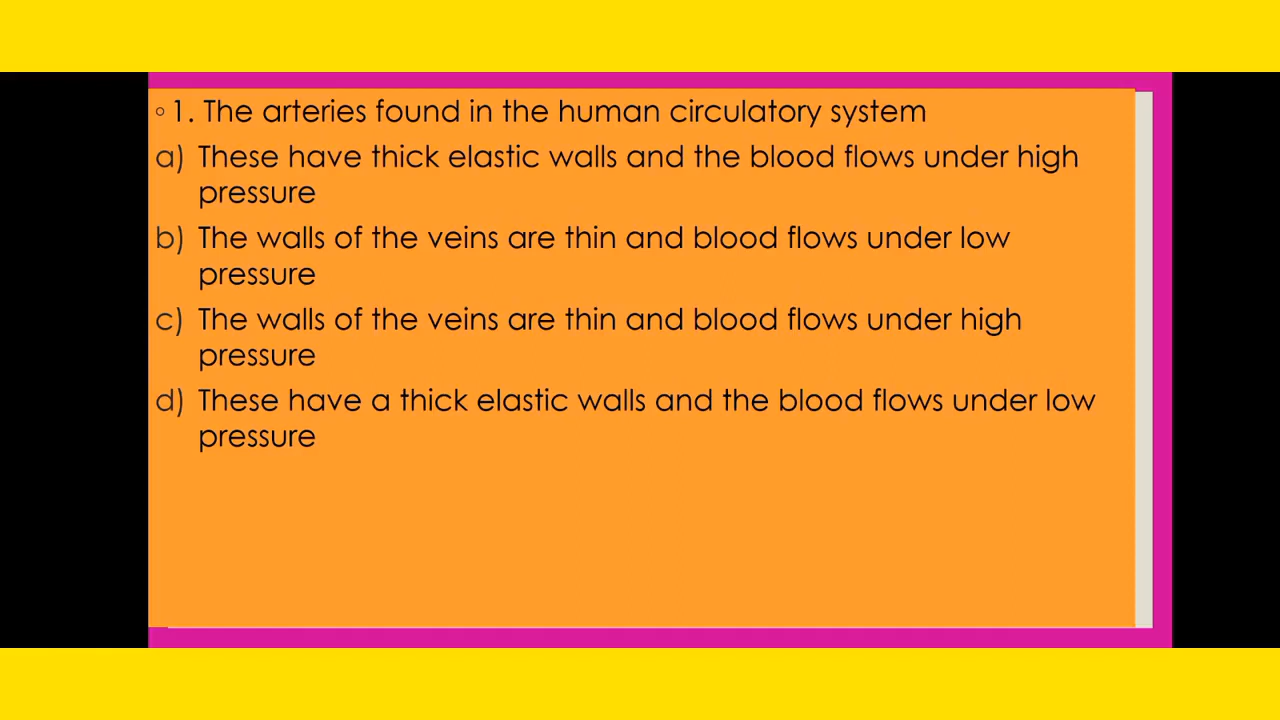 ◦ 1. The arteries found in the human circulatory system
a) These have thick elastic walls and the blood flows under high
pressure
b) The walls of the veins are thin and blood flows under low
pressure
c) The walls of the veins are thin and blood flows under high
pressure
d) These have a thick elastic walls and the blood flows under low
pressure